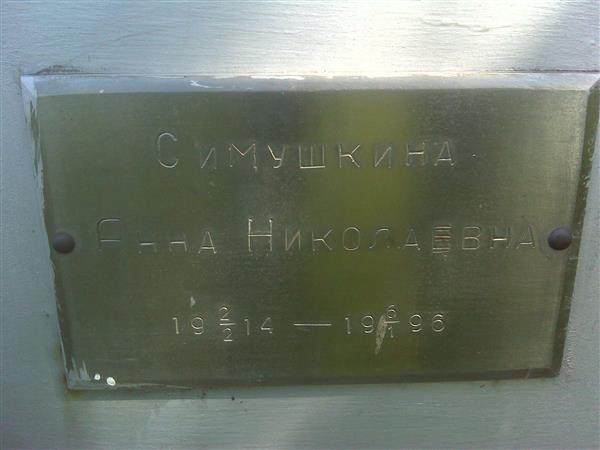 Симушкина
Анна Николаевна
19 2/2 14 — 19 6/1 96